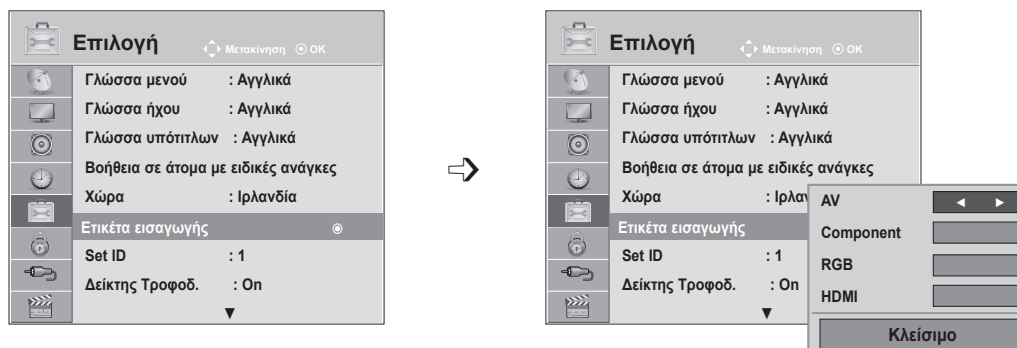 Επιλογή
Μετακίνηση OK
Γλώσσα μενού : Αγγλικά
Γλώσσα ήχου : Αγγλικά
Γλώσσα υπότιτλων : Αγγλικά
Βοήθεια σε άτομα με ειδικές ανάγκες
Χώρα : Ιρλανδία
Ετικέτα εισαγωγής
Set ID : 1
Δείκτης Τροφοδ. : On
Επιλογή
Μετακίνηση OK
Γλώσσα μενού : Αγγλικά
Γλώσσα ήχου : Αγγλικά
Γλώσσα υπότιτλων : Αγγλικά
Βοήθεια σε άτομα με ειδικές ανάγκες
Χώρα : Ιρλαν
Ετικέτα εισαγωγής
Set ID : 1
Δείκτης Τροφοδ. : On
AV
Component
RGB
HDMI
Κλείσιμο